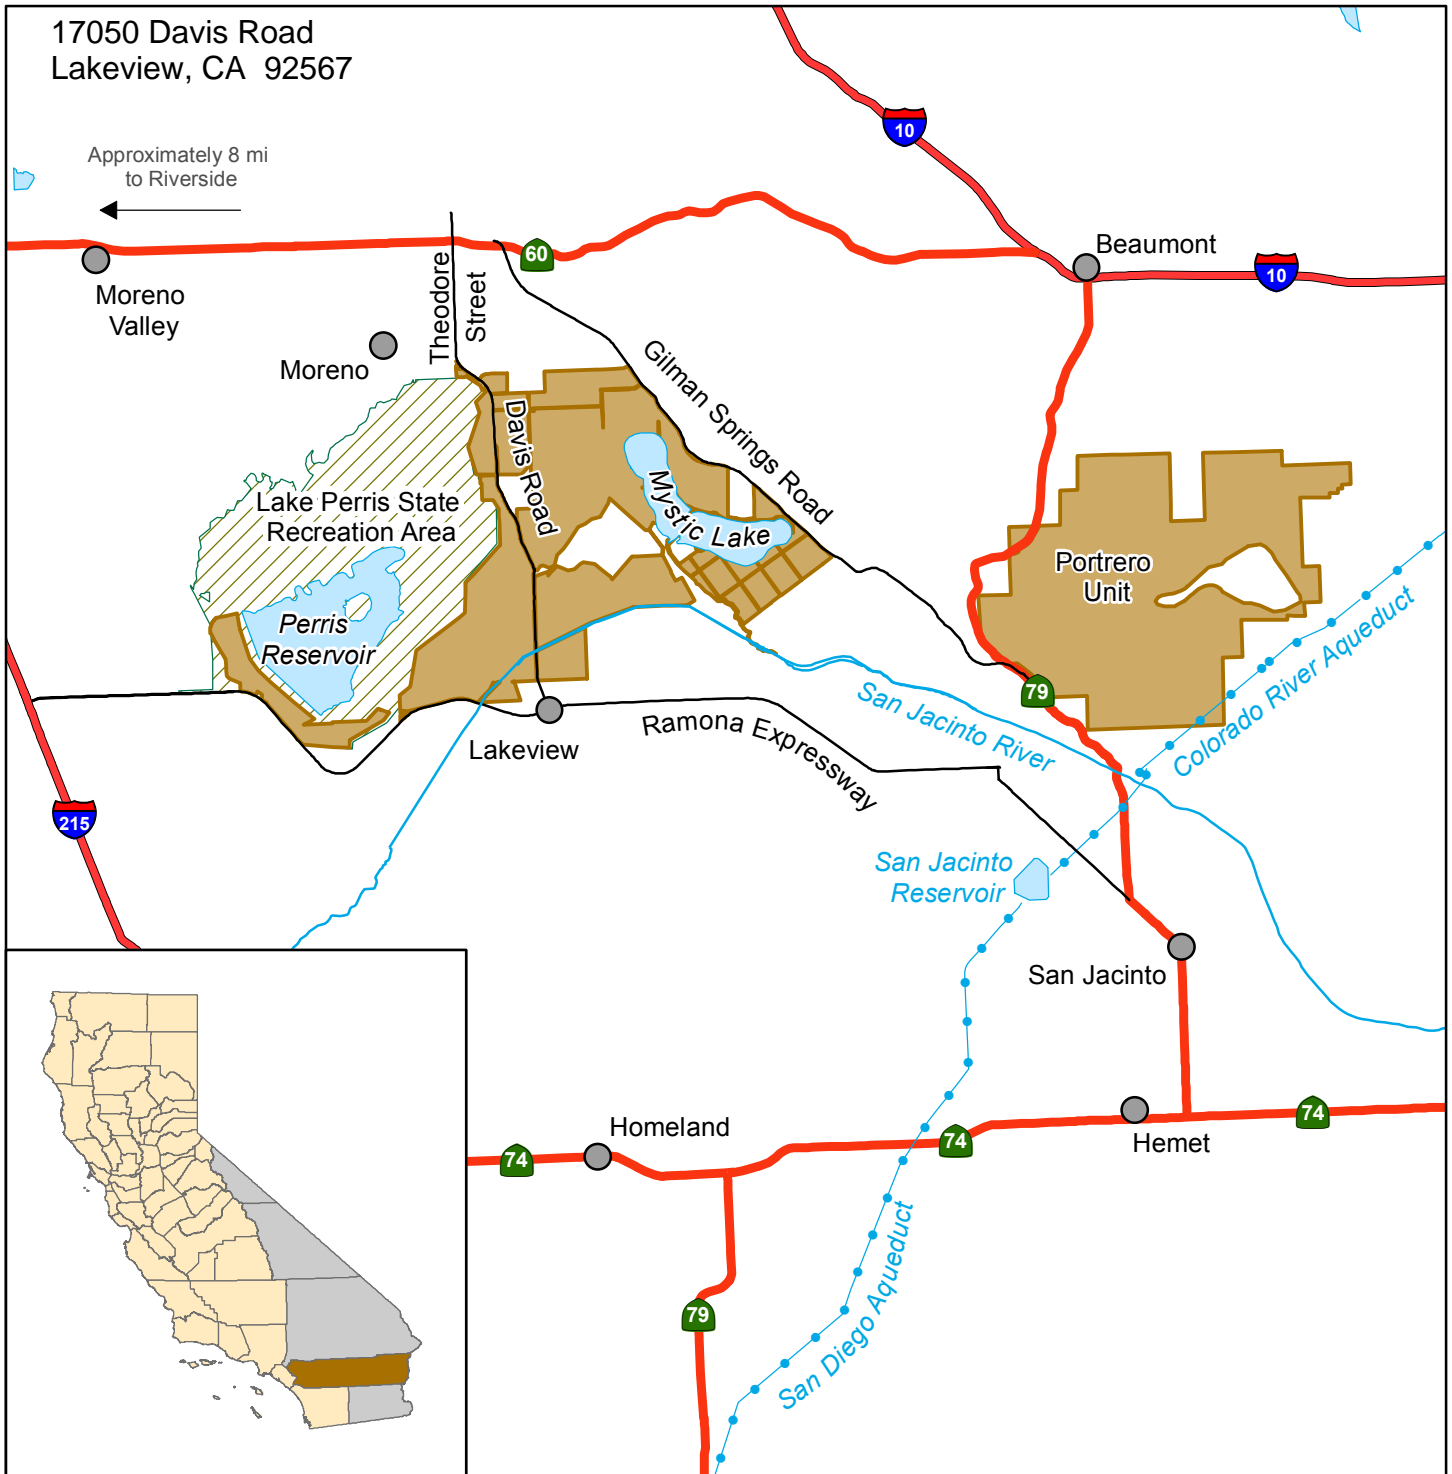 17050 Davis Road
Lakeview, CA 92567
10
Approximately 8 mi
to Riverside
60
Beaumont
10
Moreno
Valley
Theodore
Street
Moreno
Gilman Springs Road
Davis Road
Mystic Lake
Lake Perris State
Recreation Area
Portrero
Unit
Perris
Reservoir
Colorado River Aqueduct
79
San Jacinto River
Lakeview
Ramona Expressway
215
San Jacinto
Reservoir
San Jacinto
Homeland
74
74
74
Hemet
San Diego Aqueduct
79